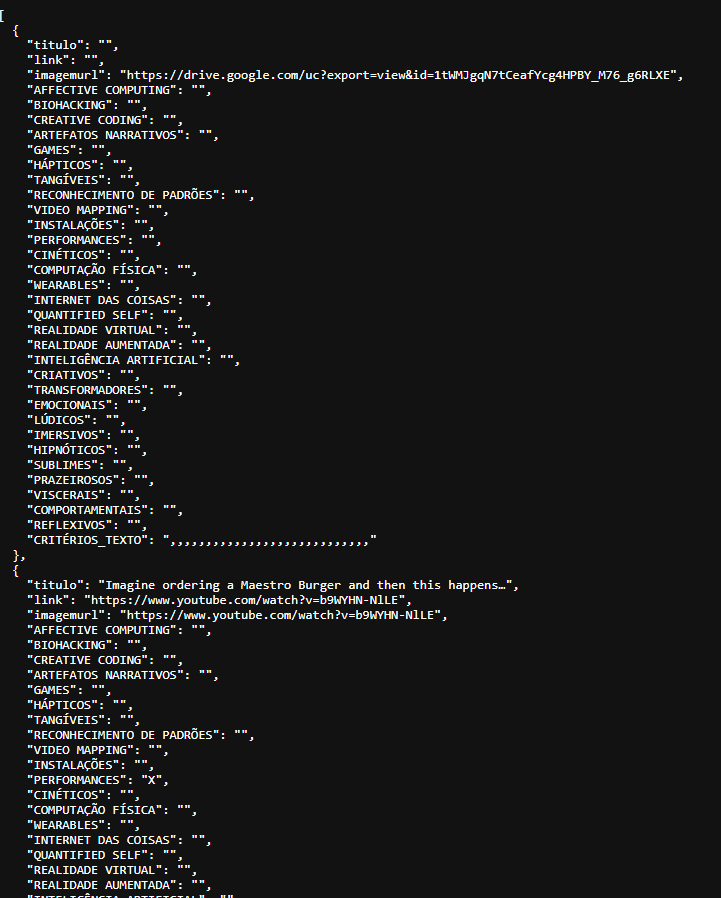 [
{
"titulo": "",
"link": "",
"imagemurl": "https://drive.google.com/uc?export=view&id=1tWMJgqN7tCeafYcg4HPBY_M76_g6RLXE",
"AFFECTIVE COMPUTING": "",
"BIOHACKING": "",
"CREATIVE CODING": "",
"ARTEFATOS NARRATIVOS": "",
"GAMES": "",
"HÁPTICOS": "",
"TANGÍVEIS": "",
"RECONHECIMENTO DE PADRÕES": "",
"VIDEO MAPPING": "",
"INSTALAÇÕES": "",
"PERFORMANCES": "",
"CINÉTICOS": "",
"COMPUTAÇÃO FÍSICA": "",
"WEARABLES": "",
"INTERNET DAS COISAS": "",
"QUANTIFIED SELF": "",
"REALIDADE VIRTUAL": "",
"REALIDADE AUMENTADA": "",
"INTELIGÊNCIA ARTIFICIAL": "",
"CRIATIVOS": "",
"TRANSFORMADORES": "",
"EMOCIONAIS": "",
"LÚDICOS": "",
"IMERSIVOS": "",
"HIPNÓTICOS": "",
"SUBLIMES": "",
"PRAZEIROSOS": "",
"VISCERAIS": "",
"COMPORTAMENTAIS": "",
"REFLEXIVOS": "",
"CRITÉRIOS_TEXTO": ",,,,,,,,,,,,,,,,,,,,,,,,,,,,"
},
{
"titulo": "Imagine ordering a Maestro Burger and then this happens…",
"link": "https://www.youtube.com/watch?v=b9WYHN-NlLE",
"imagemurl": "https://www.youtube.com/watch?v=b9WYHN-NlLE",
"AFFECTIVE COMPUTING": "",
"BIOHACKING": "",
"CREATIVE CODING": "",
"ARTEFATOS NARRATIVOS": "",
"GAMES": "",
"HÁPTICOS": "",
"TANGÍVEIS": "",
"RECONHECIMENTO DE PADRÕES": "",
"VIDEO MAPPING": "",
"INSTALAÇÕES": "",
"PERFORMANCES": "X",
"CINÉTICOS": "",
"COMPUTAÇÃO FÍSICA": "",
"WEARABLES": "",
"INTERNET DAS COISAS": "",
"QUANTIFIED SELF": "",
"REALIDADE VIRTUAL": "",
"REALIDADE AUMENTADA": "",